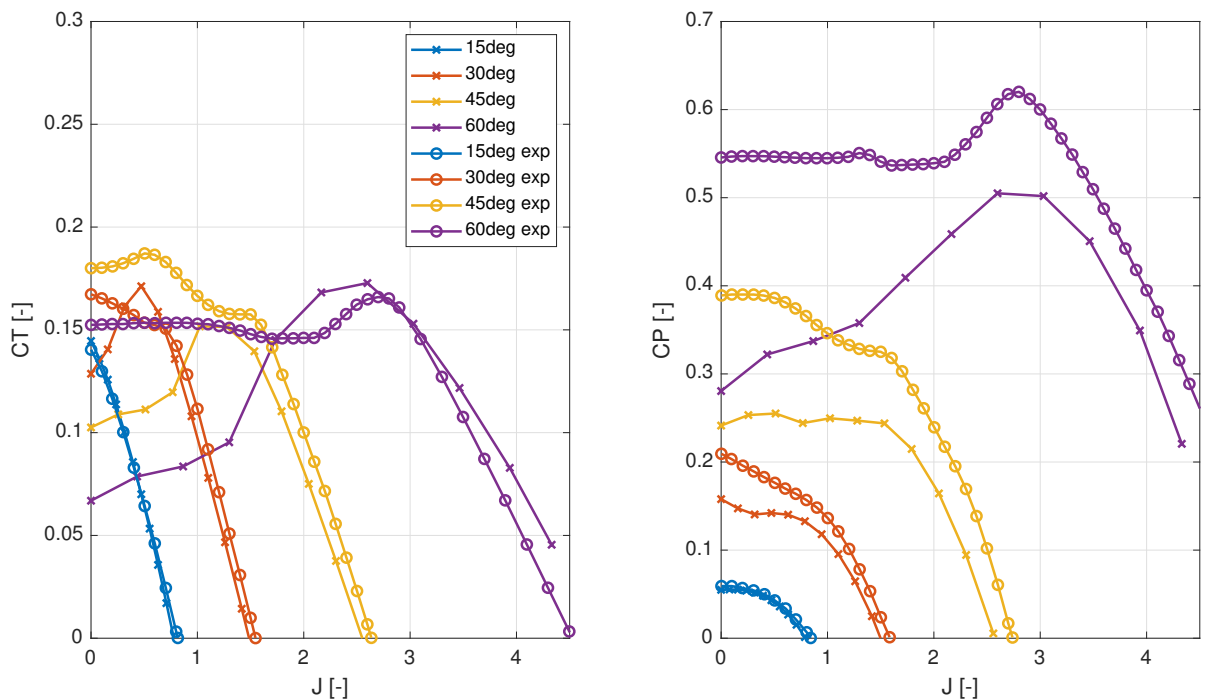 0.3
0.25
0.2
0.15
0.1
0.05
0
CT [-]
0 1 2 3 4
J [-]
15deg
30deg
45deg
60deg
15deg exp
30deg exp
45deg exp
60deg exp
0.7
0.6
0.5
0.4
0.3
0.2
0.1
0
CP [-]
0 1 2 3 4
J [-]